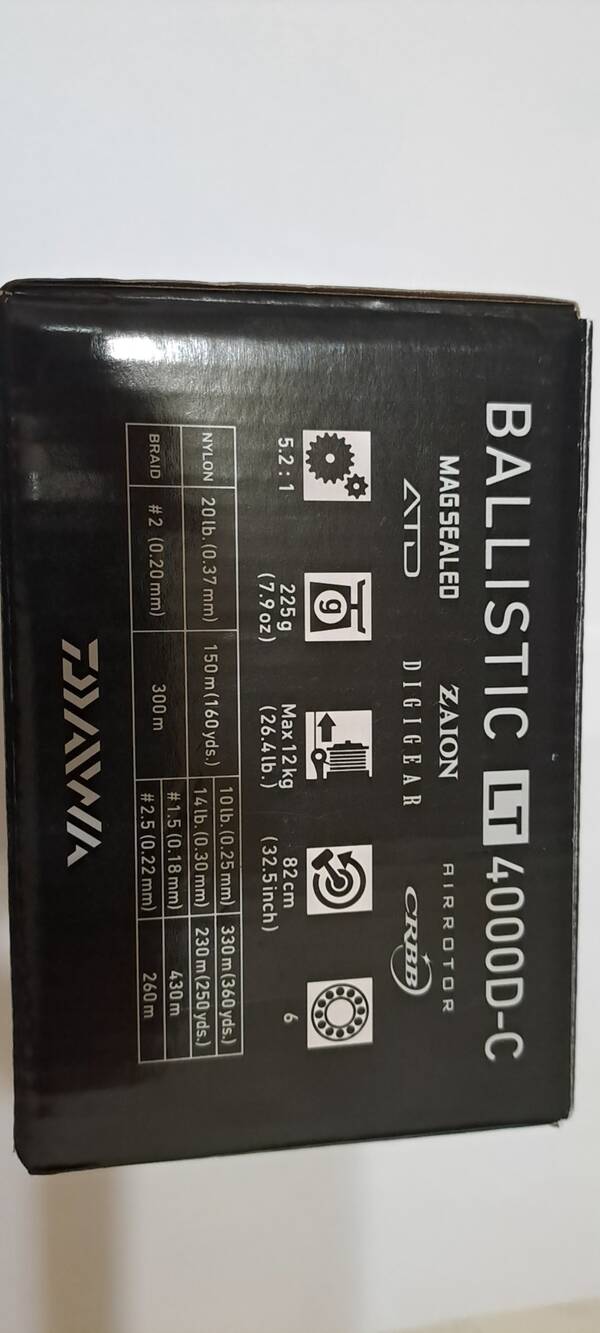 BALLISTIC LT 4000D-C
MAGSEALED ZAION AIRROTOR
ATD DIGIGEAR CRBB
g
5.2:1 225g Max 12kg 82cm 6
(7.9oz) (26.4lb.) (32.5inch)
10lb.(0.25mm) 330m(360yds.)
NYLON 20lb.(0.37mm) 150m(160yds.) 14lb.(0.30mm) 230m(250yds.)
#1.5(0.18mm) 430m
BRAID #2 (0.20mm) 300m #2.5(0.22mm) 260m
DAIWA